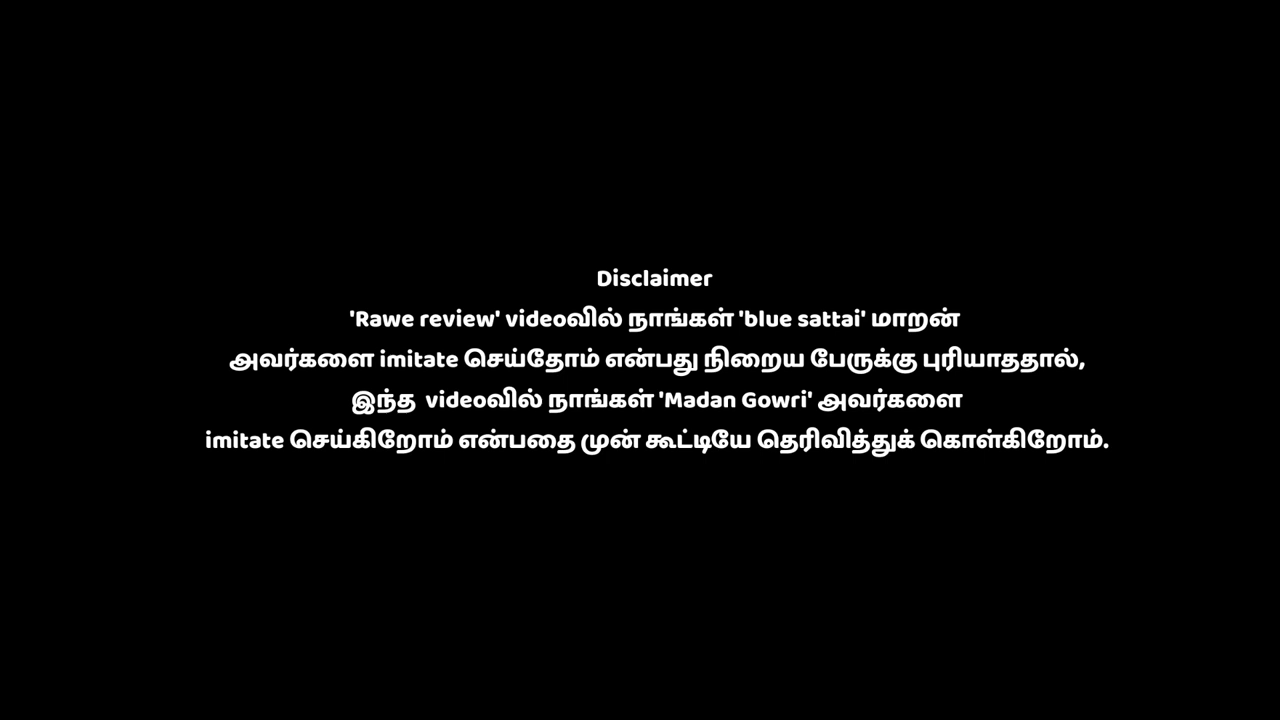 Disclaimer
'Rawe review' videoவில் நாங்கள் 'blue sattai' மாறன்
அவர்களை imitate செய்தோம் என்பது நிறைய பேருக்கு புரியாததால்,
இந்த videoவில் நாங்கள் 'Madan Gowri' அவர்களை
imitate செய்கிறோம் என்பதை முன் கூட்டியே தெரிவித்துக் கொள்கிறோம்.